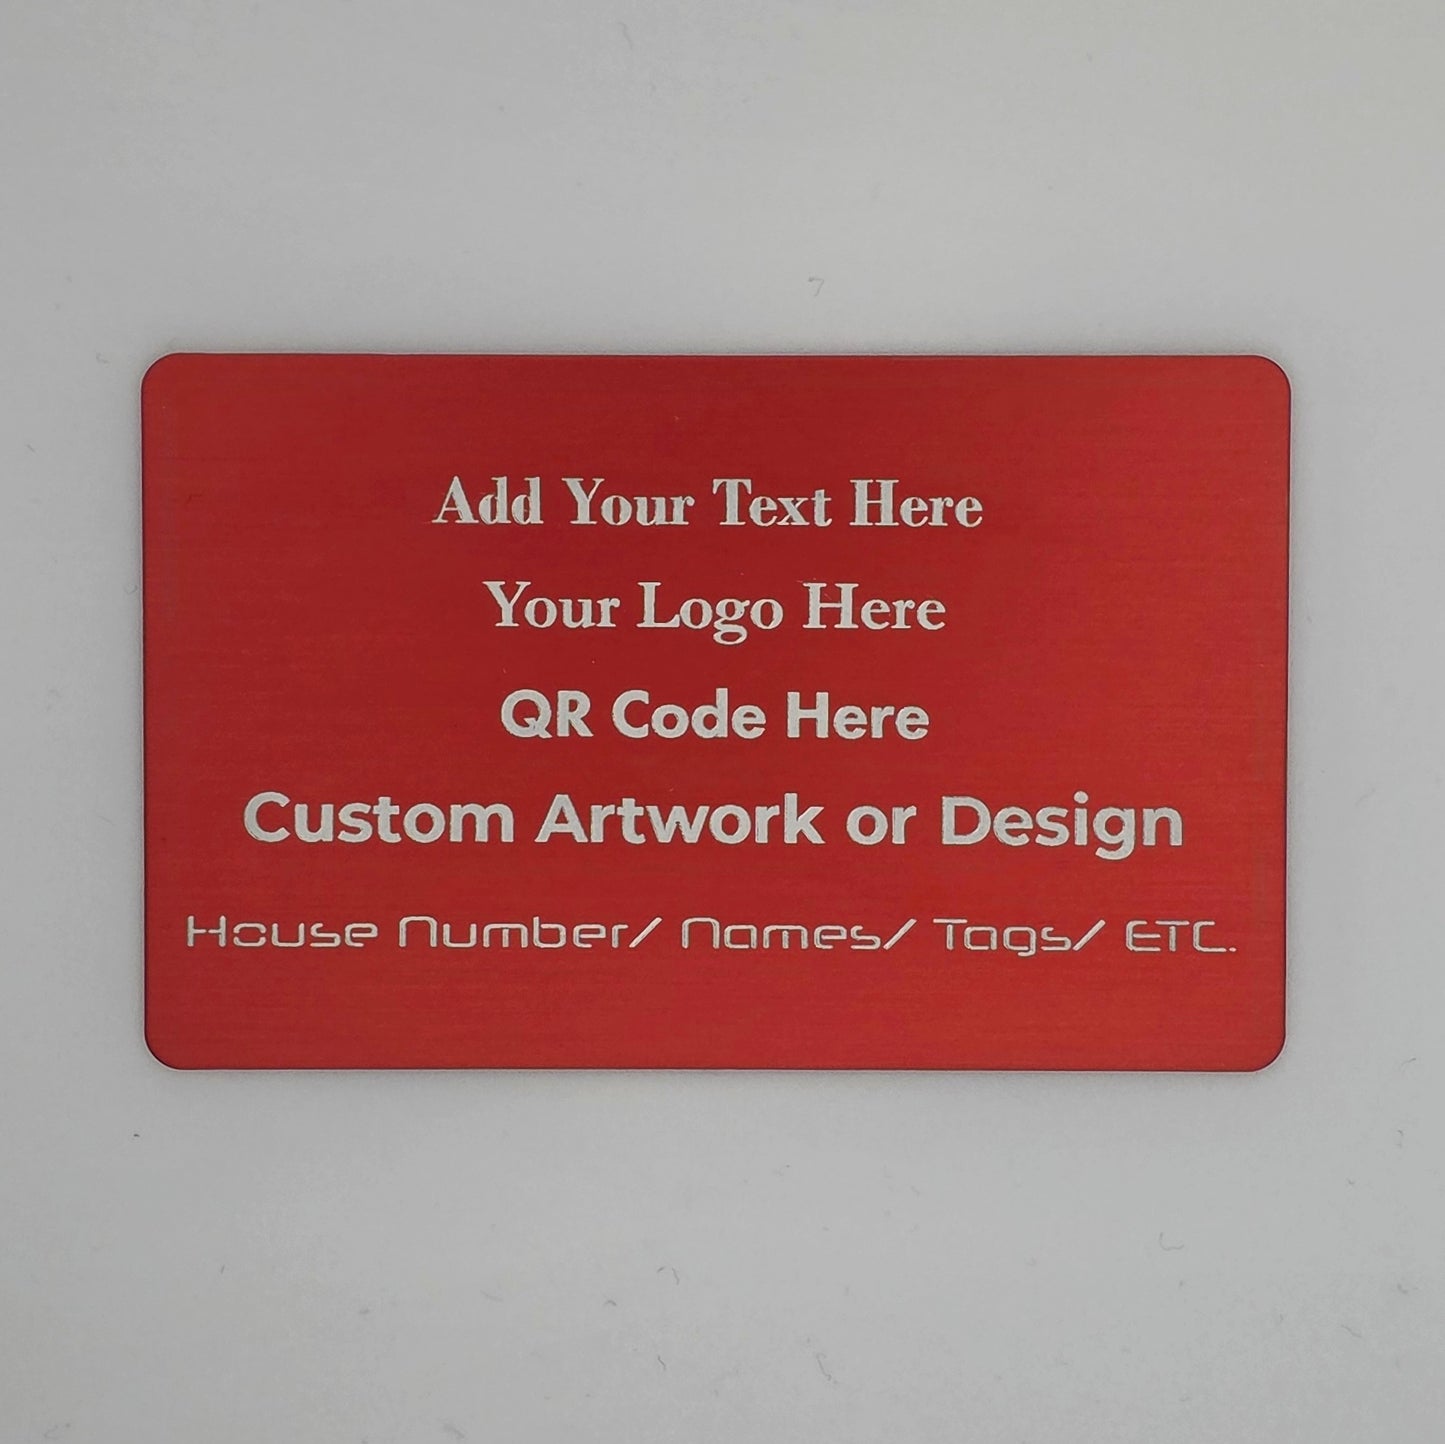 Add Your Text Here
Your Logo Here
QR Code Here
Custom Artwork or Design
House Number/ Names/ Tags/ ETC.